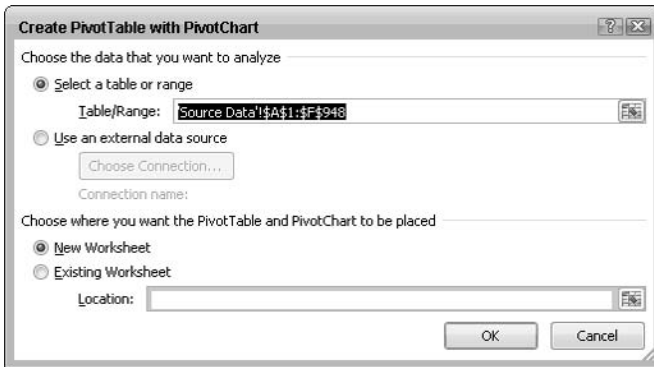 Create PivotTable with PivotChart
Choose the data that you want to analyze
Select a table or range
Table/Range: 'Source Data'!$A$1:$F$948
Use an external data source
Choose Connection...
Connection name:
Choose where you want the PivotTable and PivotChart to be placed
New Worksheet
Existing Worksheet
Location:
OK Cancel